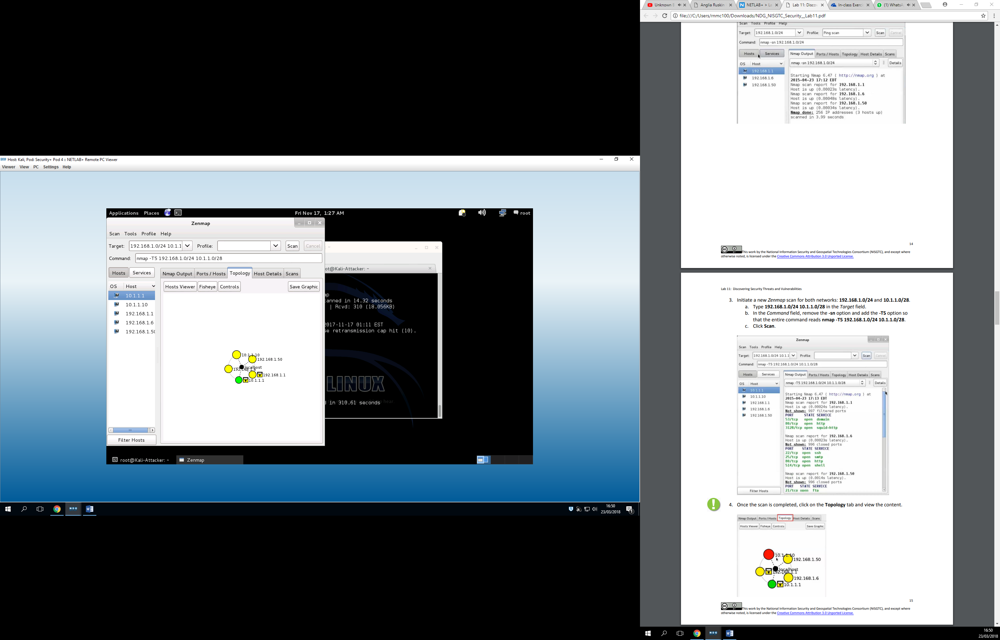 Host: Kali, Pod: Security+ Pod 4 :: NETLAB+ Remote PC Viewer
Viewer View PC Settings Help
Applications Places
Fri Nov 17, 1:27 AM
root
Zenmap
Scan Tools Profile Help
Target: 192.168.1.0/24 10.1.1 Profile: Scan Cancel
Command: nmap -T5 192.168.1.0/24 10.1.1.0/28
Hosts Services
Nmap Output Ports / Hosts Topology Host Details Scans
OS Host
Hosts Viewer Fisheye Controls Save Graphic
10.1.1.1
10.1.1.10
192.168.1.1
192.168.1.6
192.168.1.50
10.1.1.10
192.168.1.50
localhost
192.168.1.6
192.168.1.1
10.1.1.1
Filter Hosts
ot@Kali-Attacker: ~
ap
canned in 14.32 seconds
| Rcvd: 310 (18.056KB)
2017-11-17 01:11 EST
se retransmission cap hit (10).
LINUX
d in 310.61 seconds
root@Kali-Attacker: ~
Zenmap
16:50
23/03/2018
Unknown
Anglia Ruskin
NETLAB+ > La
Lab 11: Disco
In-class Exerci
(1) WhatsA
file:///C:/Users/rnmc100/Downloads/NDG_NISGTC_Security__Lab11.pdf
Scan Tools Profile Help
Target: 192.168.1.0/24 Profile: Ping scan Scan Cancel
Command: nmap -sn 192.168.1.0/24
Hosts Services Nmap Output Ports / Hosts Topology Host Details Scans
OS Host
nmap -sn 192.168.1.0/24 Details
192.168.1.1
192.168.1.6
192.168.1.50
Starting Nmap 6.47 ( http://nmap.org ) at
2015-04-23 17:12 EDT
Nmap scan report for 192.168.1.1
Host is up (0.00023s latency).
Nmap scan report for 192.168.1.6
Host is up (0.00048s latency).
Nmap scan report for 192.168.1.50
Host is up (0.00034s latency).
Nmap done: 256 IP addresses (3 hosts up)
scanned in 3.99 seconds
14
This work by the National Information Security and Geospatial Technologies Consortium (NISGTC), and except where
otherwise noted, is licensed under the Creative Commons Attribution 3.0 Unported License.
Lab 11: Discovering Security Threats and Vulnerabilities
3. Initiate a new Zenmap scan for both networks: 192.168.1.0/24 and 10.1.1.0/28.
a. Type 192.168.1.0/24 10.1.1.0/28 in the Target field.
b. In the Command field, remove the -sn option and add the -T5 option so
that the entire command reads nmap -T5 192.168.1.0/24 10.1.1.0/28.
c. Click Scan.
Zenmap
Scan Tools Profile Help
Target: 192.168.1.0/24 10.1.1 Profile: Scan Cancel
Command: nmap -T5 192.168.1.0/24 10.1.1.0/28
Hosts Services Nmap Output Ports / Hosts Topology Host Details Scans
OS Host
nmap -T5 192.168.1.0/24 10.1.1.0/28 Details
10.1.1.1
10.1.1.10
192.168.1.1
192.168.1.6
192.168.1.50
Starting Nmap 6.47 ( http://nmap.org ) at
2015-04-23 17:13 EDT
Nmap scan report for 192.168.1.1
Host is up (0.00024s latency).
Not shown: 997 filtered ports
PORT STATE SERVICE
53/tcp open domain
80/tcp open http
3128/tcp open squid-http
Nmap scan report for 192.168.1.6
Host is up (0.00023s latency).
Not shown: 996 closed ports
PORT STATE SERVICE
22/tcp open ssh
25/tcp open smtp
80/tcp open http
514/tcp open shell
Nmap scan report for 192.168.1.50
Host is up (0.0014s latency).
Not shown: 996 closed ports
PORT STATE SERVICE
21/tcp open ftp
Filter Hosts
4. Once the scan is completed, click on the Topology tab and view the content.
Nmap Output Ports / Hosts Topology Host Details Scans
Hosts Viewer Fisheye Controls Save Graphic
10.1.1.10
192.168.1.50
localhost
192.168.1.1
192.168.1.6
10.1.1.1
15
This work by the National Information Security and Geospatial Technologies Consortium (NISGTC), and except where
otherwise noted, is licensed under the Creative Commons Attribution 3.0 Unported License.
NDG
16:50
23/03/2018